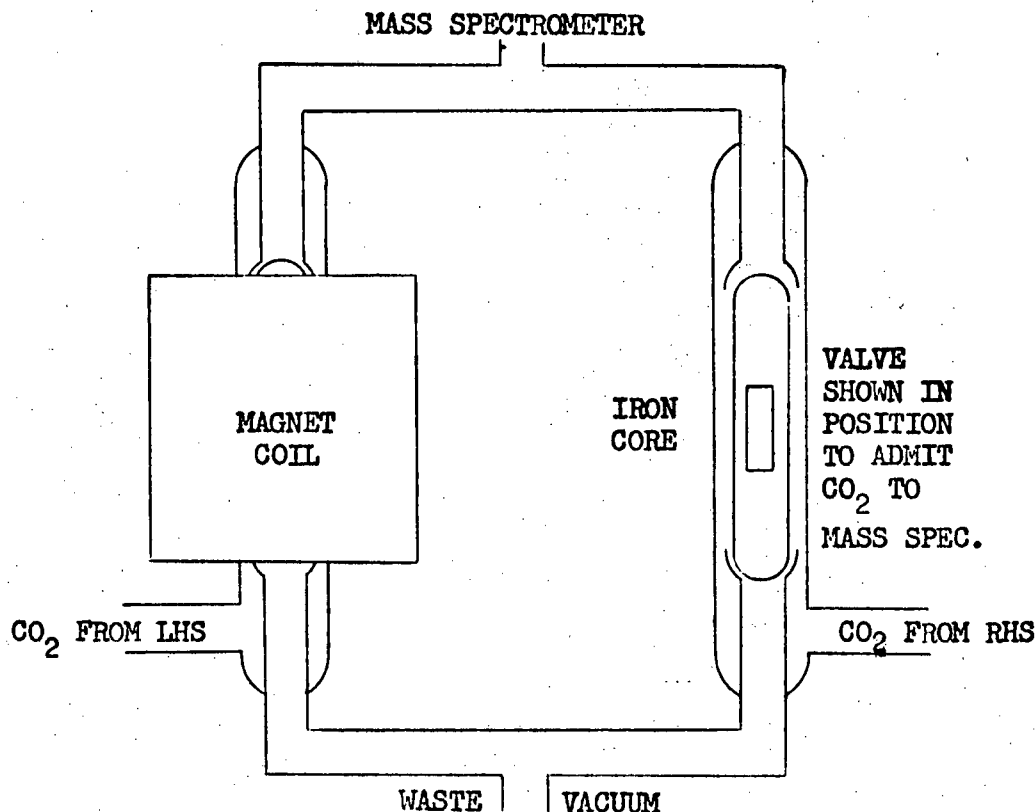 MASS SPECTROMETER
MAGNET
COIL
IRON
CORE
VALVE
SHOWN IN
POSITION
TO ADMIT
CO2 TO
MASS SPEC.
CO2 FROM LHS
CO2 FROM RHS
WASTE VACUUM